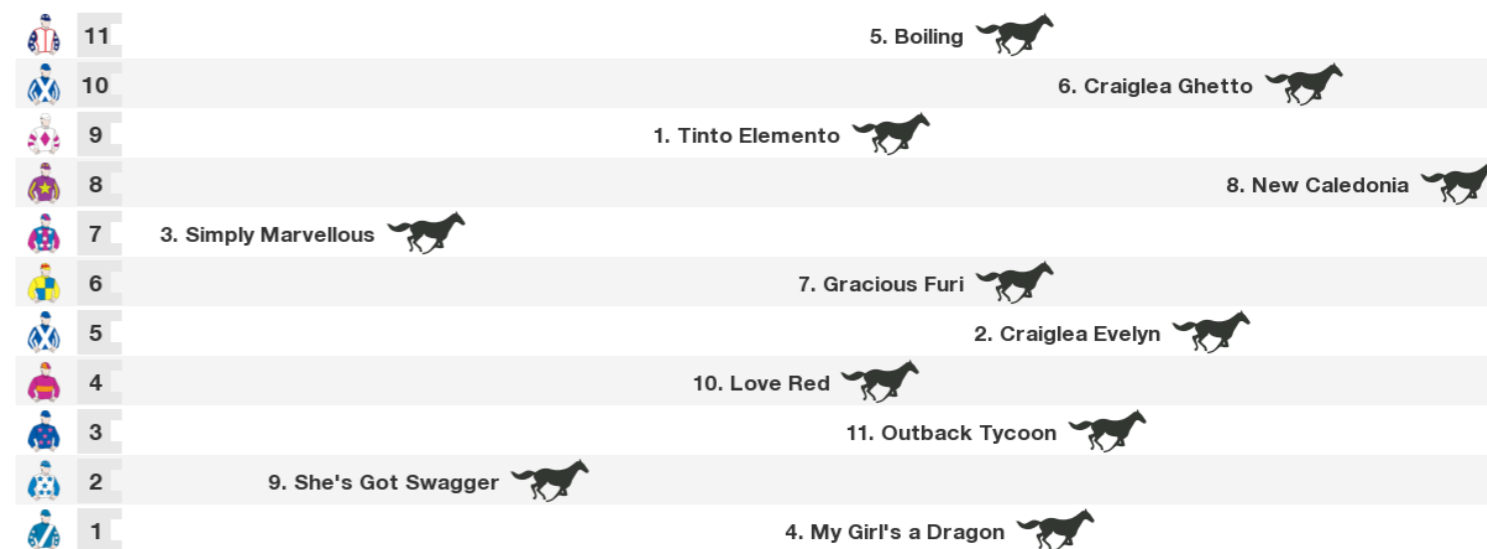 11 5. Boiling
10 6. Craiglea Ghetto
9 1. Tinto Elemento
8 8. New Caledonia
7 3. Simply Marvellous
6 7. Gracious Furi
5 2. Craiglea Evelyn
4 10. Love Red
3 11. Outback Tycoon
2 9. She's Got Swagger
1 4. My Girl's a Dragon